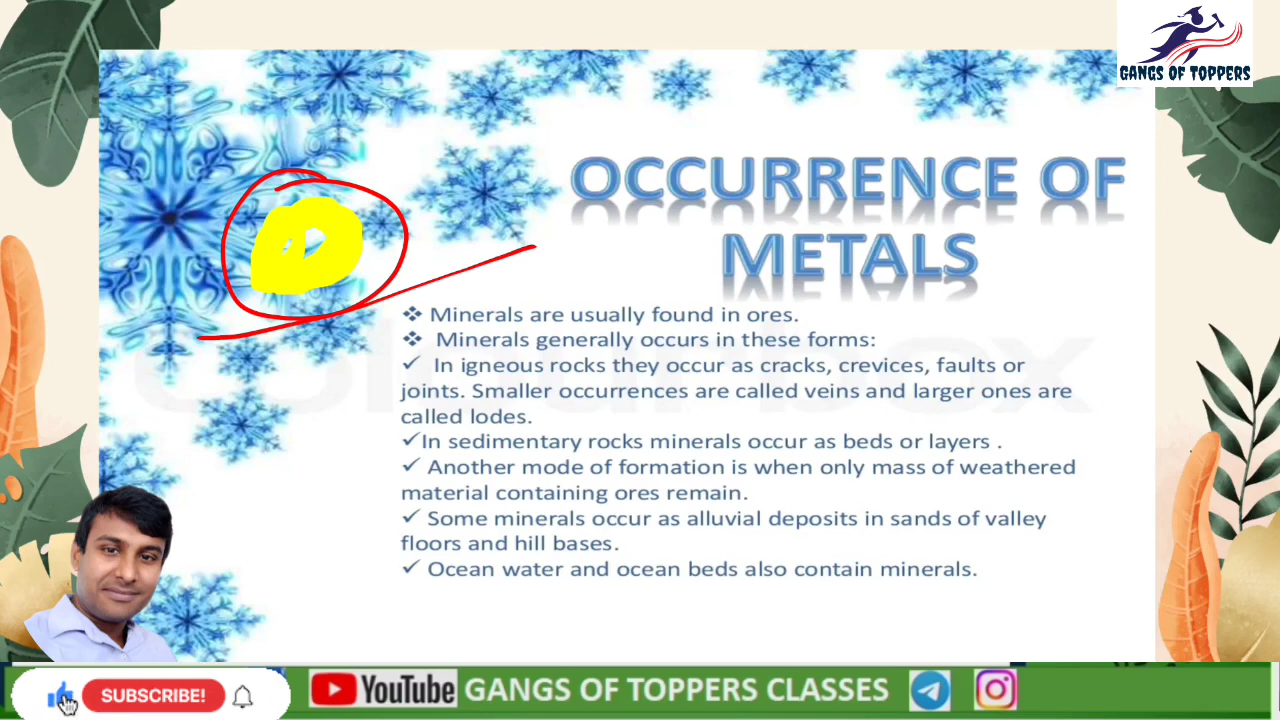 GANGS OF TOPPERS
OCCURRENCE OF
METALS
❖ Minerals are usually found in ores.
❖ Minerals generally occurs in these forms:
✓ In igneous rocks they occur as cracks, crevices, faults or
joints. Smaller occurrences are called veins and larger ones are
called lodes.
✓In sedimentary rocks minerals occur as beds or layers .
✓ Another mode of formation is when only mass of weathered
material containing ores remain.
✓ Some minerals occur as alluvial deposits in sands of valley
floors and hill bases.
✓ Ocean water and ocean beds also contain minerals.
SUBSCRIBE!
YouTube GANGS OF TOPPERS CLASSES